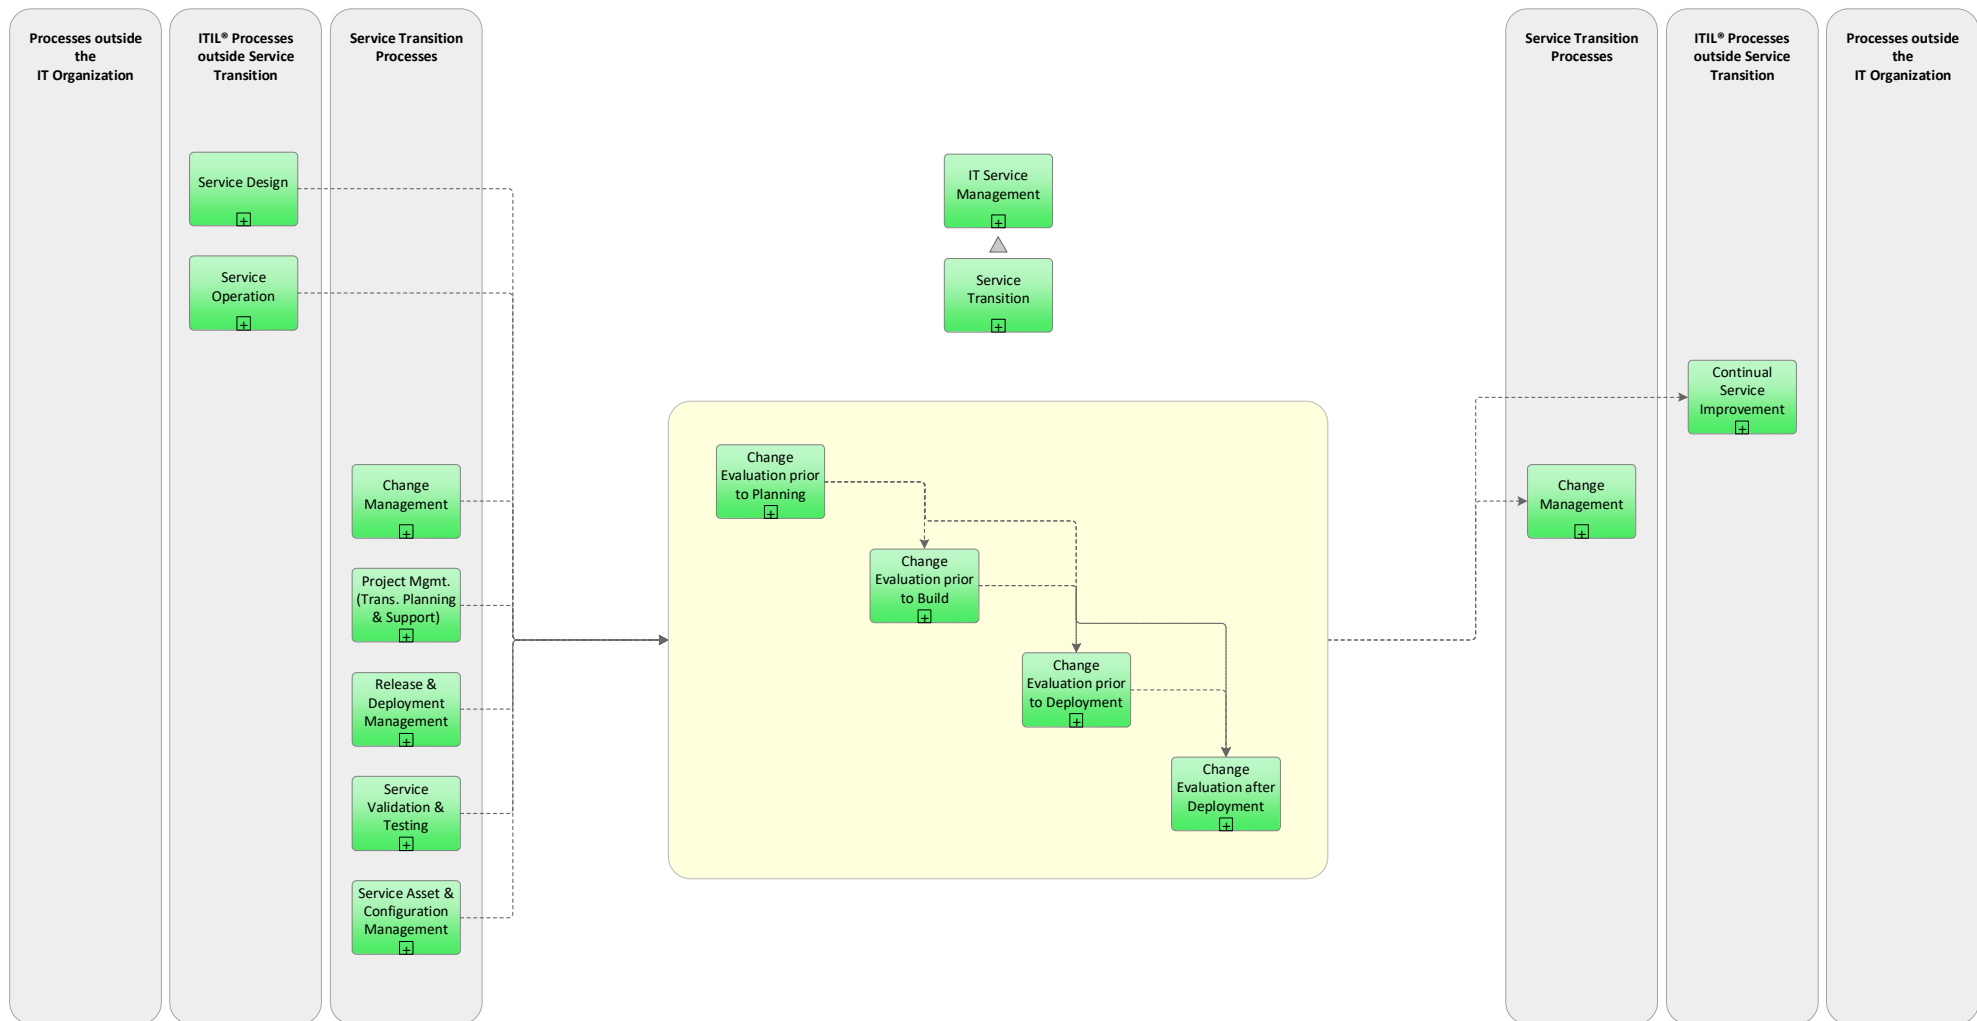 Processes outside
the
IT Organization
ITIL® Processes
outside Service
Transition
Service Transition
Processes
Service Transition
Processes
ITIL® Processes
outside Service
Transition
Processes outside
the
IT Organization
Service Design
Service
Operation
IT Service
Management
Service
Transition
Continual
Service
Improvement
Change
Management
Project Mgmt.
(Trans. Planning
& Support)
Release &
Deployment
Management
Service
Validation &
Testing
Service Asset &
Configuration
Management
Change
Evaluation prior
to Planning
Change
Evaluation prior
to Build
Change
Evaluation prior
to Deployment
Change
Evaluation after
Deployment
Change
Management